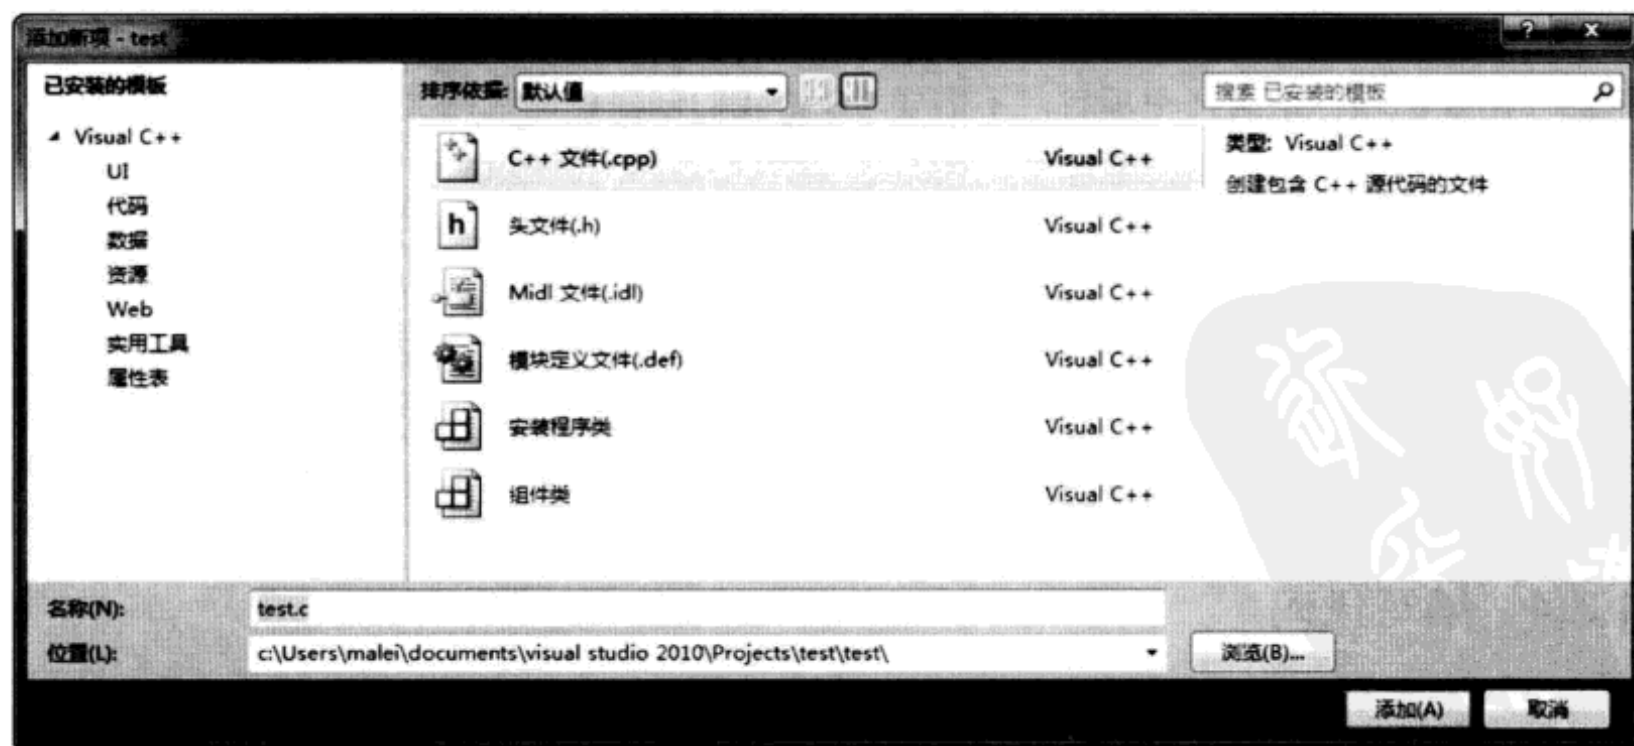 添加新项 - test
? x
已安装的模板
Visual C++
UI
代码
数据
资源
Web
实用工具
属性表
排序依据: 默认值
C++ 文件(.cpp) Visual C++
头文件(.h) Visual C++
Midl 文件(.idl) Visual C++
模块定义文件(.def) Visual C++
安装程序类 Visual C++
组件类 Visual C++
搜索 已安装的模板
类型: Visual C++
创建包含 C++ 源代码的文件
名称(N): test.c
位置(L): c:\Users\malei\documents\visual studio 2010\Projects\test\test\
浏览(B)...
添加(A) 取消